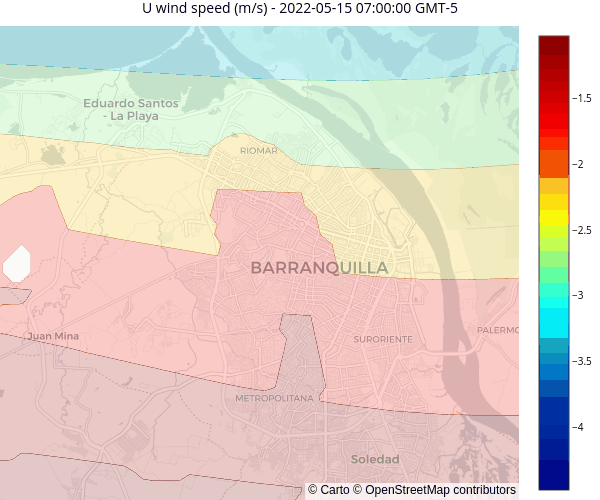 U wind speed (m/s) - 2022-05-15 07:00:00 GMT-5
Eduardo Santos
- La Playa
RIOMAR
BARRANQUILLA
Juan Mina
SURORIENTE
PALERMO
METROPOLITANA
Soledad
© Carto © OpenStreetMap contributors
−1.5
−2
−2.5
−3
−3.5
−4